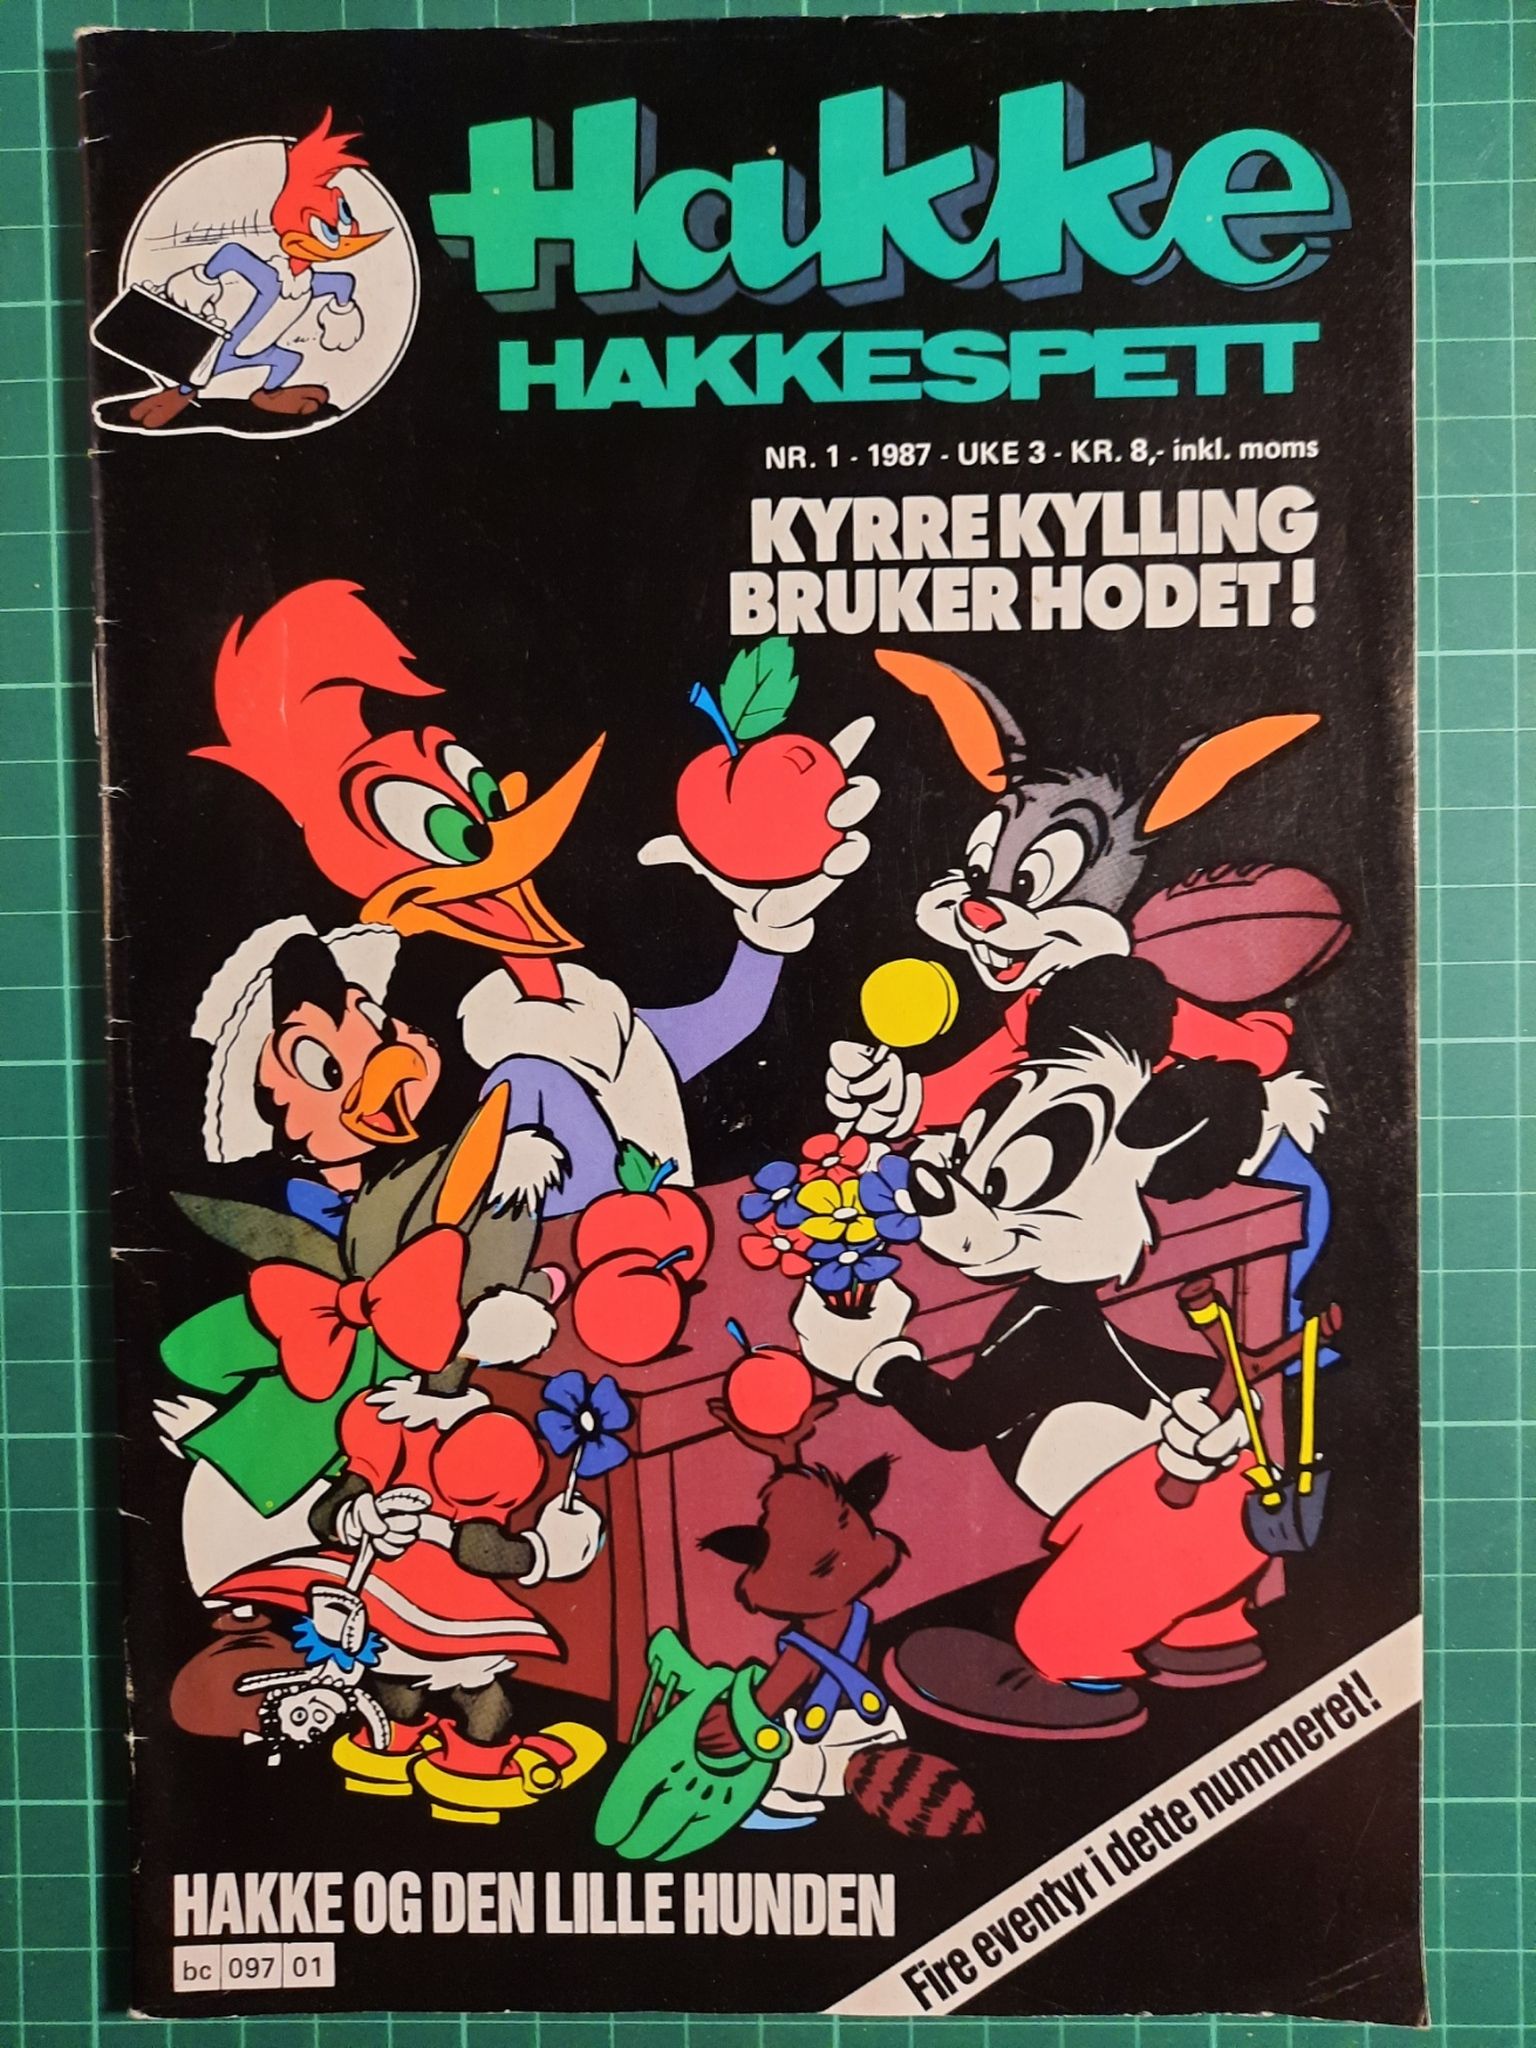 Hakke
HAKKESPETT
NR. 1 - 1987 - UKE 3 - KR. 8,- inkl. moms
KYRRE KYLLING
BRUKER HODET!
Fire eventyr i dette nummeret!
HAKKE OG DEN LILLE HUNDEN
bc 097 01